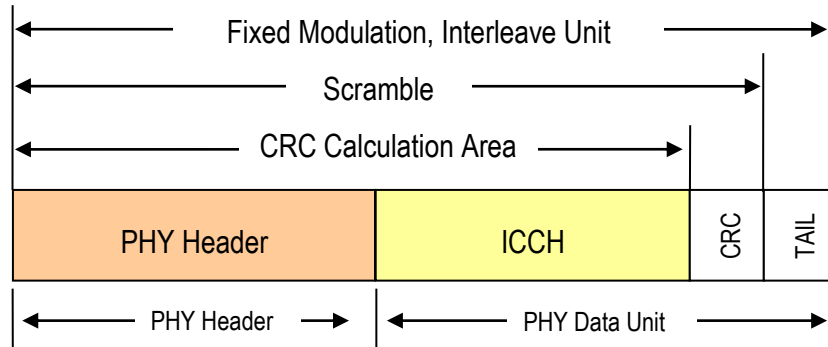 Fixed Modulation, Interleave Unit
Scramble
CRC Calculation Area
PHY Header
ICCH
CRC
TAIL
PHY Header
PHY Data Unit